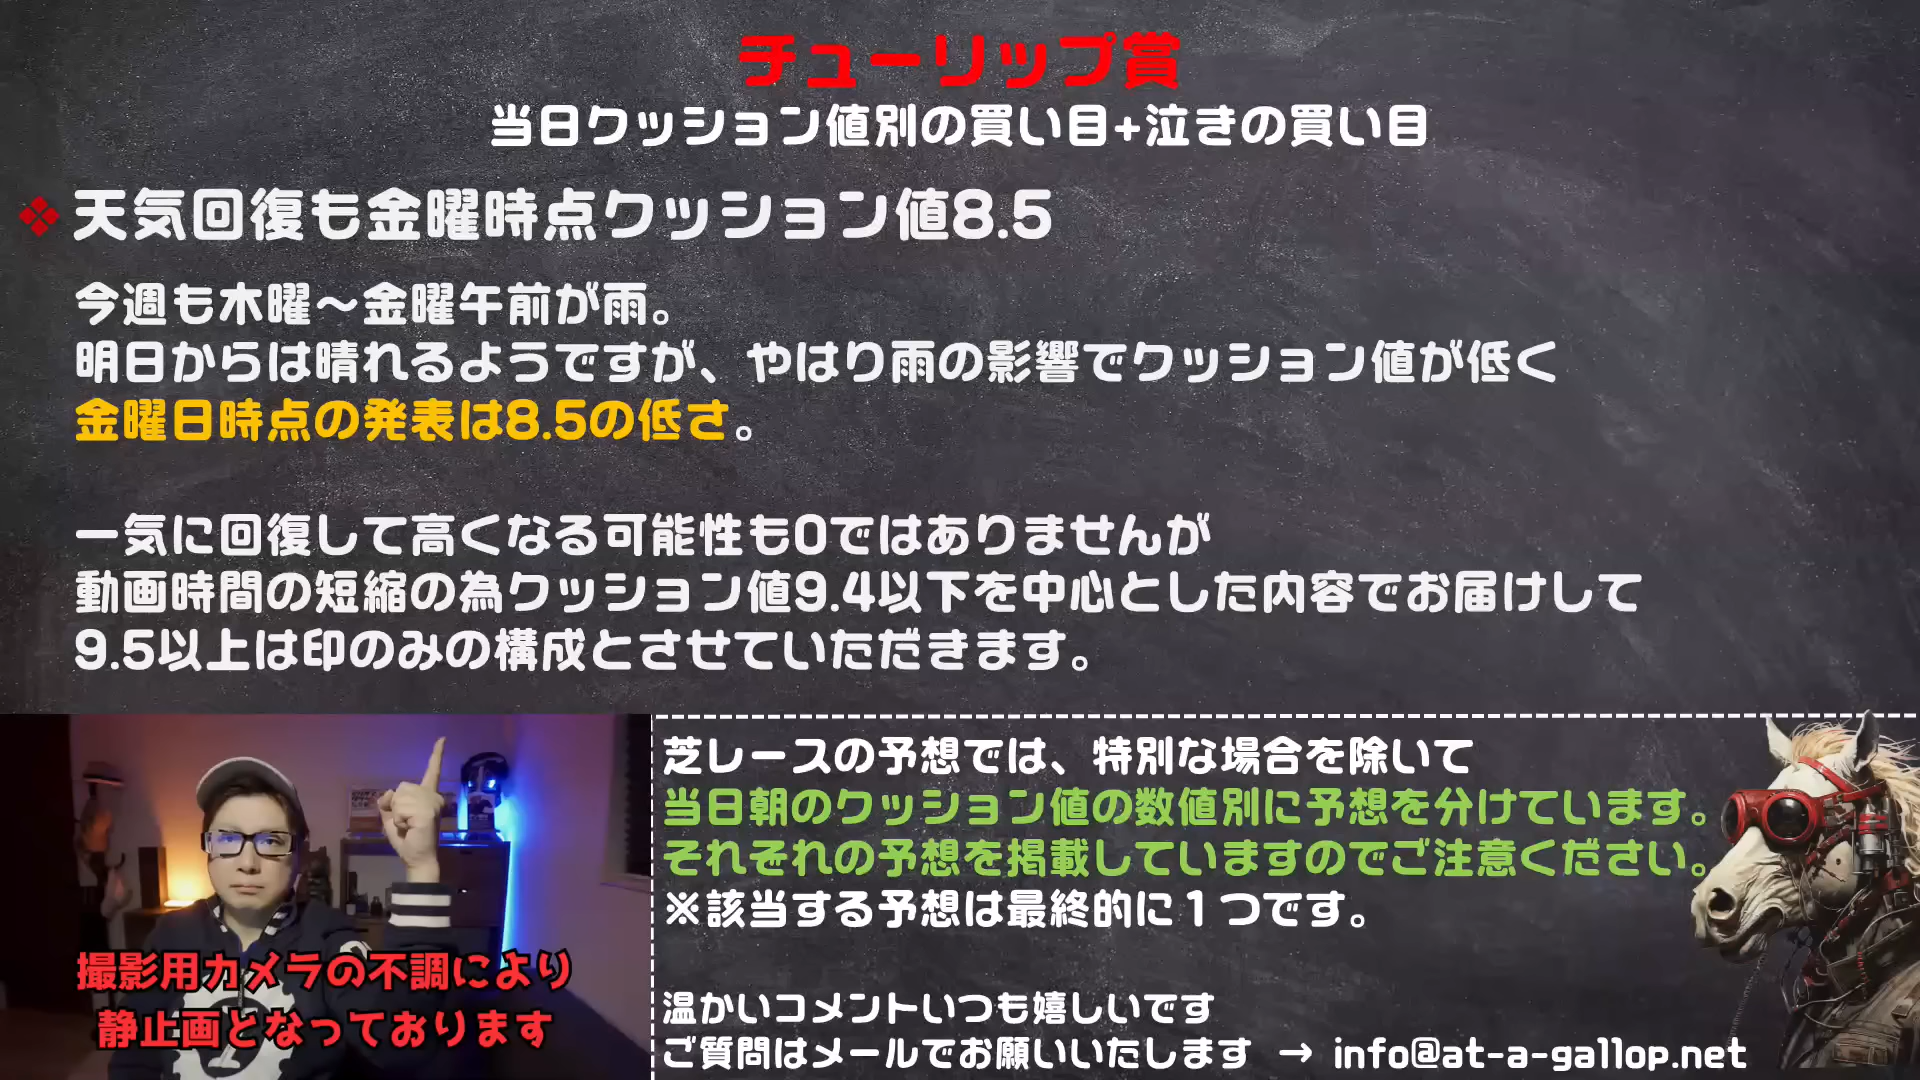 チューリップ賞
当日クッション値別の買い目+泣きの買い目
天気回復も金曜時点クッション値8.5
今週も木曜～金曜午前が雨。
明日からは晴れるようですが、やはり雨の影響でクッション値が低く
金曜日時点の発表は8.5の低さ。
一気に回復して高くなる可能性も0ではありませんが
動画時間の短縮の為クッション値9.4以下を中心とした内容でお届けして
9.5以上は印のみの構成とさせていただきます。
芝レースの予想では、特別な場合を除いて
当日朝のクッション値の数値別に予想を分けています。
それぞれの予想を掲載していますのでご注意ください。
※該当する予想は最終的に１つです。
温かいコメントいつも嬉しいです
ご質問はメールでお願いいたします → info@at-a-gallop.net
撮影用カメラの不調により
静止画となっております